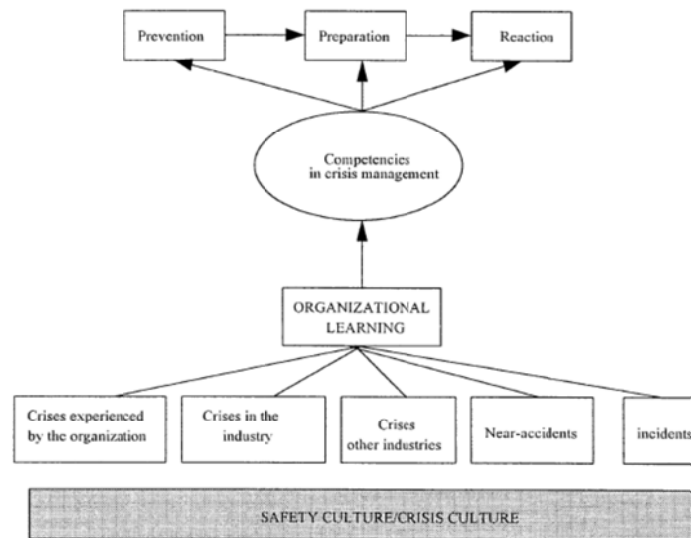 Prevention
Preparation
Reaction
Competencies
in crisis management
ORGANIZATIONAL
LEARNING
Crises experienced
by the organization
Crises in the
industry
Crises
other industries
Near-accidents
incidents
SAFETY CULTURE/CRISIS CULTURE